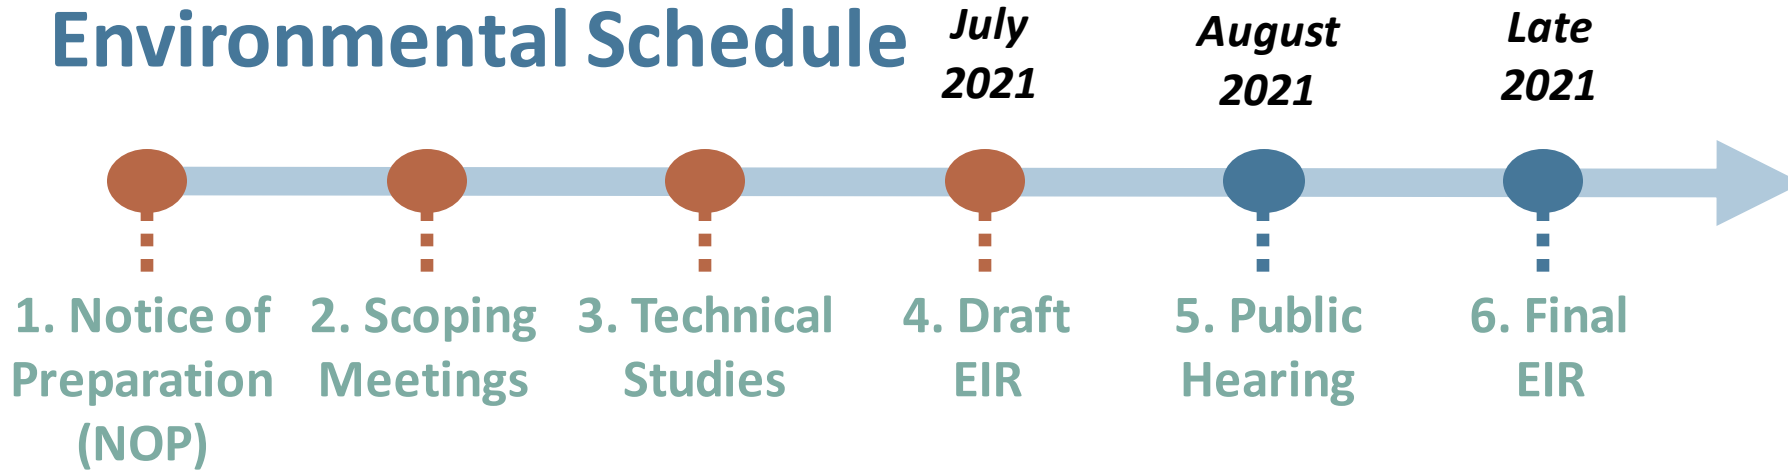 Environmental Schedule
July
2021
August
2021
Late
2021
1. Notice of
Preparation
(NOP)
2. Scoping
Meetings
3. Technical
Studies
4. Draft
EIR
5. Public
Hearing
6. Final
EIR